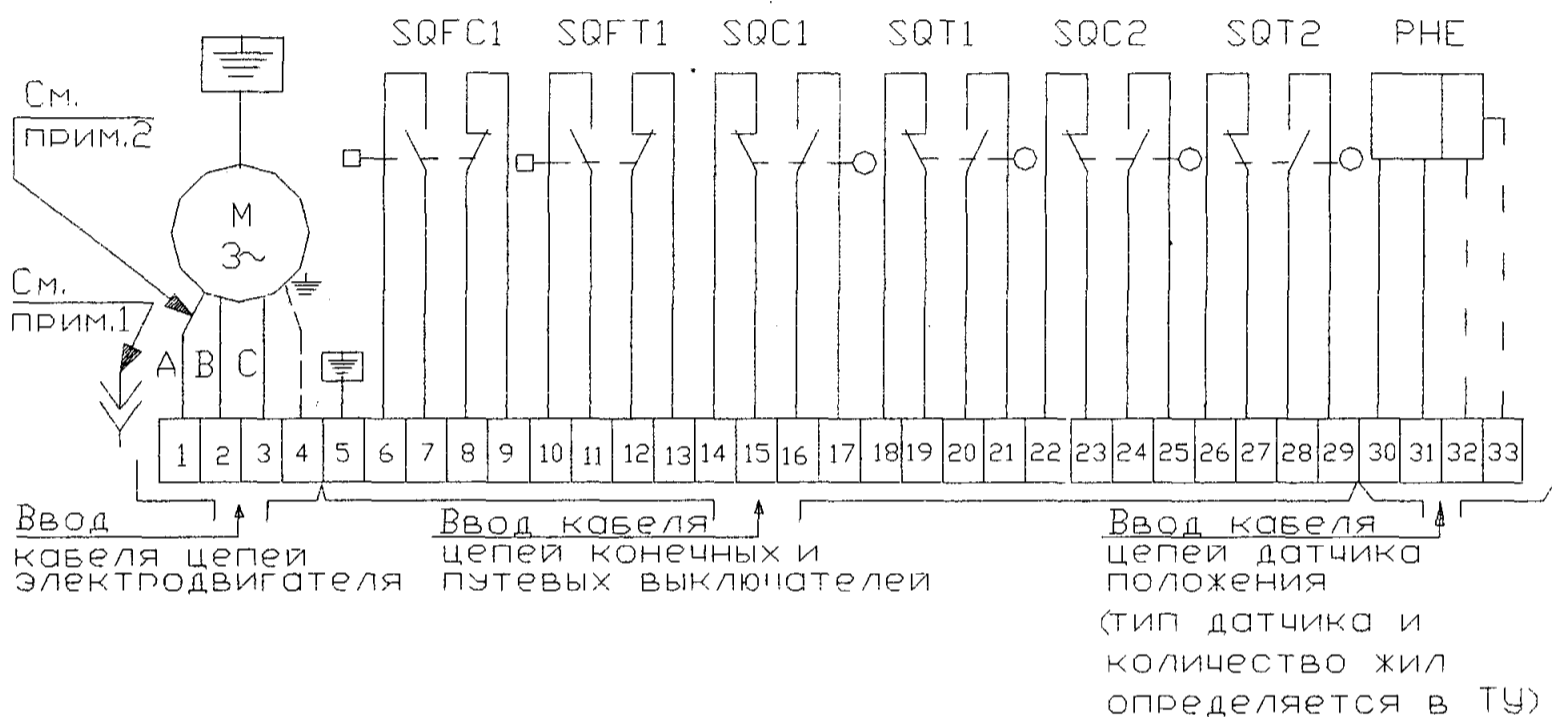 SQFC1 SQFT1 SQC1 SQT1 SQC2 SQT2 PHE
См.
прим.2
М
3~
См.
прим.1
А В С
1 2 3 4 5 6 7 8 9 10 11 12 13 14 15 16 17 18 19 20 21 22 23 24 25 26 27 28 29 30 31 32 33
Ввод
кабеля цепей
электродвигателя
Ввод кабеля
цепей конечных и
путевых выключателей
Ввод кабеля
цепей датчика
положения
(тип датчика и
количество жил
определяется в ТУ)